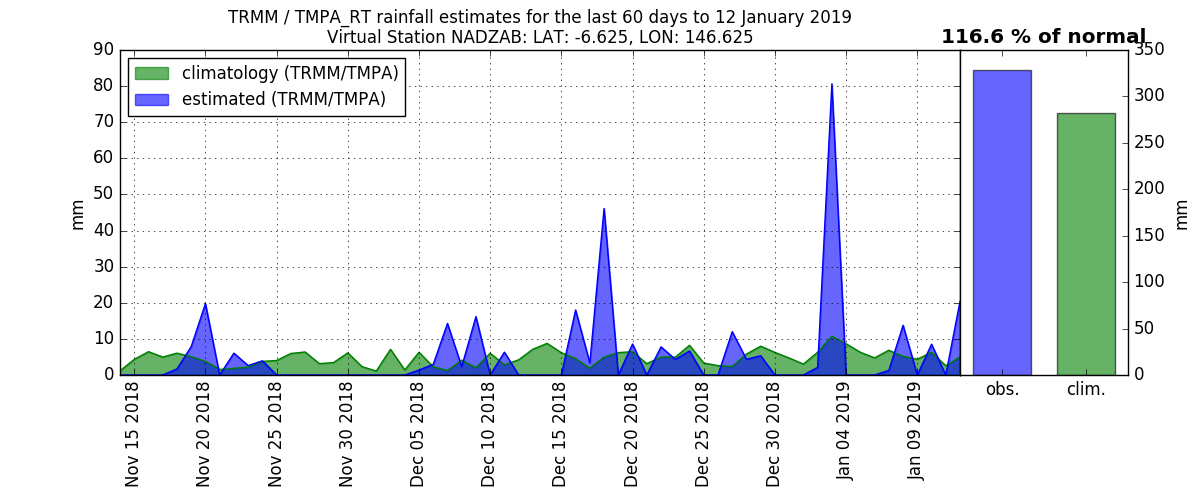 TRMM / TMPA_RT rainfall estimates for the last 60 days to 12 January 2019
Virtual Station NADZAB: LAT: -6.625, LON: 146.625
116.6 % of normal
climatology (TRMM/TMPA)
estimated (TRMM/TMPA)
mm
90
80
70
60
50
40
30
20
10
0
Nov 15 2018
Nov 20 2018
Nov 25 2018
Nov 30 2018
Dec 05 2018
Dec 10 2018
Dec 15 2018
Dec 20 2018
Dec 25 2018
Dec 30 2018
Jan 04 2019
Jan 09 2019
obs.
clim.
350
300
250
200
150
100
50
0
mm